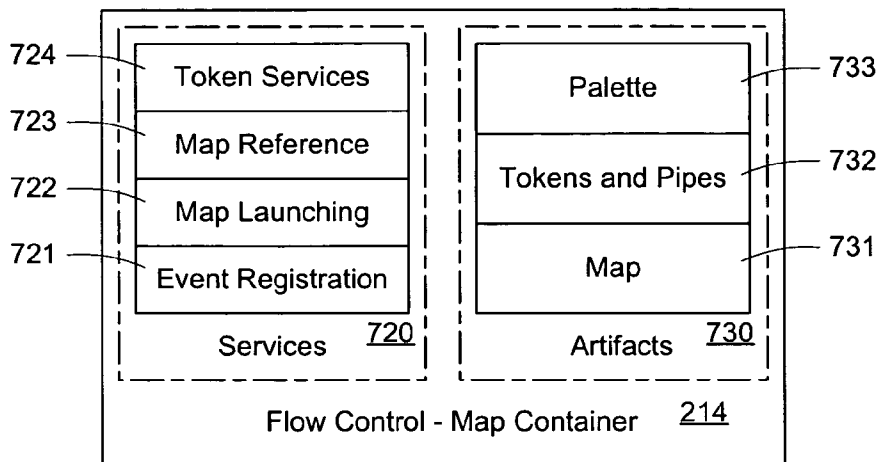 724 Token Services
723 Map Reference
722 Map Launching
721 Event Registration
Services 720
Palette 733
Tokens and Pipes 732
Map 731
Artifacts 730
Flow Control - Map Container 214